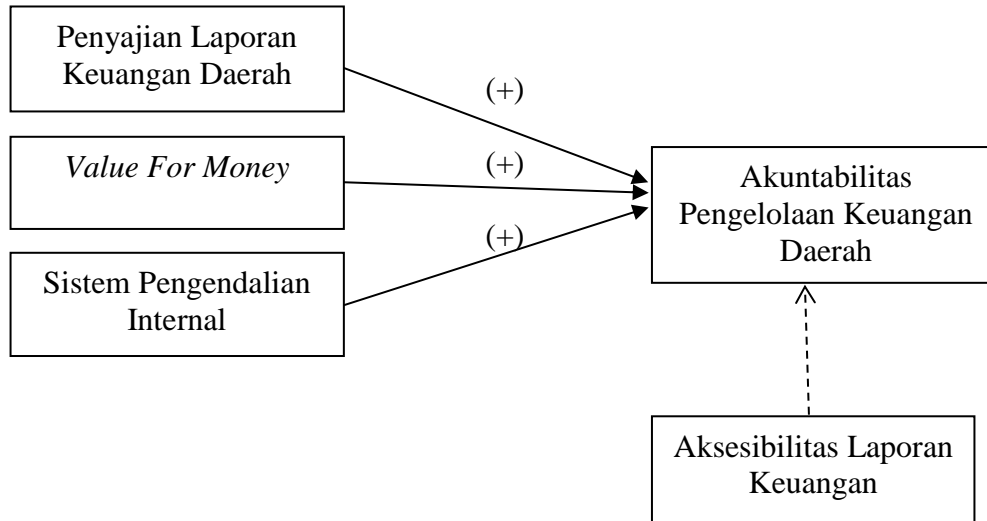 Penyajian Laporan
Keuangan Daerah
(+)
Value For Money
(+)
Sistem Pengendalian
Internal
(+)
Akuntabilitas
Pengelolaan Keuangan
Daerah
Aksesibilitas Laporan
Keuangan